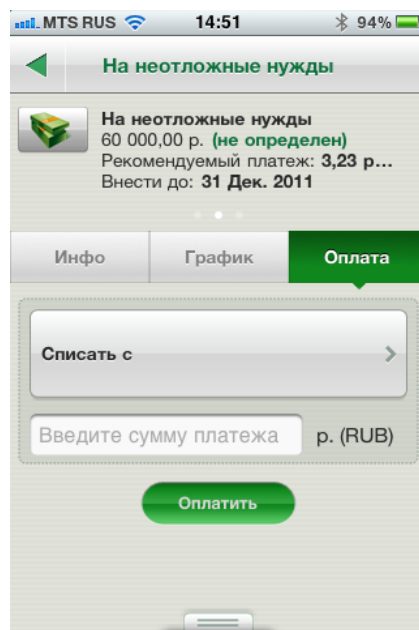 MTS RUS 14:51 94%
На неотложные нужды
На неотложные нужды
60 000,00 р. (не определен)
Рекомендуемый платеж: 3,23 р...
Внести до: 31 Дек. 2011
Инфо График Оплата
Списать с
Введите сумму платежа р. (RUB)
Оплатить